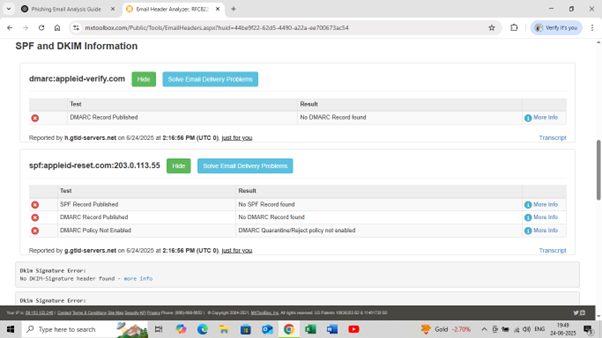 Phishing Email Analysis Guide
Email Header Analyzer, RFC82
mxtoolbox.com/Public/Tools/EmailHeaders.aspx?huid=44be9f22-62d5-4490-a22a-ee700673ac54
Verify it's you
SPF and DKIM Information
dmarc:appleid-verify.com Hide Solve Email Delivery Problems
Test Result
DMARC Record Published No DMARC Record found More Info
Reported by h.gtld-servers.net on 6/24/2025 at 2:16:56 PM (UTC 0), just for you. Transcript
spf:appleid-reset.com:203.0.113.55 Hide Solve Email Delivery Problems
Test Result
SPF Record Published No SPF Record found More Info
DMARC Record Published No DMARC Record found More Info
DMARC Policy Not Enabled DMARC Quarantine/Reject policy not enabled More Info
Reported by g.gtld-servers.net on 6/24/2025 at 2:16:56 PM (UTC 0), just for you. Transcript
Dkim Signature Error:
No DKIM-Signature header found - more info
Dkim Signature Error:
Type here to search
Gold -2.70%
ENG
19:49
24-06-2025